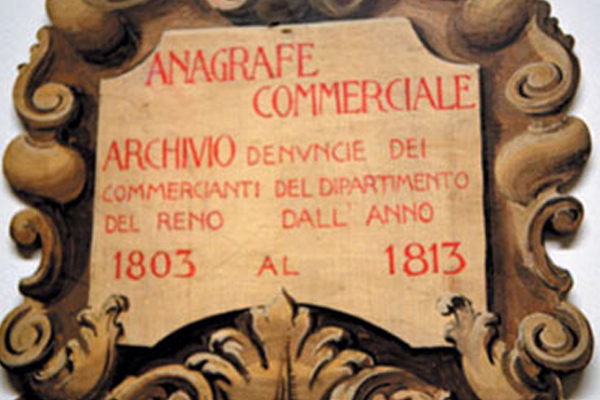 ANAGRAFE
COMMERCIALE
ARCHIVIO DENVNCIE DEI
COMMERCIANTI DEL DIPARTIMENTO
DEL RENO DALL' ANNO
1803 AL 1813